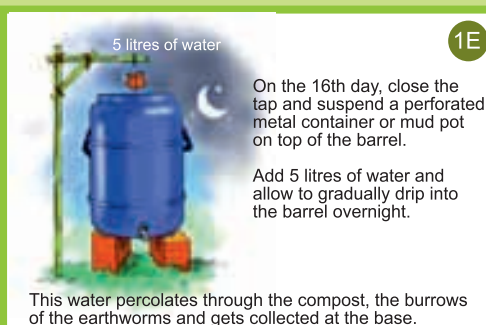 5 litres of water
1E
On the 16th day, close the
tap and suspend a perforated
metal container or mud pot
on top of the barrel.
Add 5 litres of water and
allow to gradually drip into
the barrel overnight.
This water percolates through the compost, the burrows
of the earthworms and gets collected at the base.